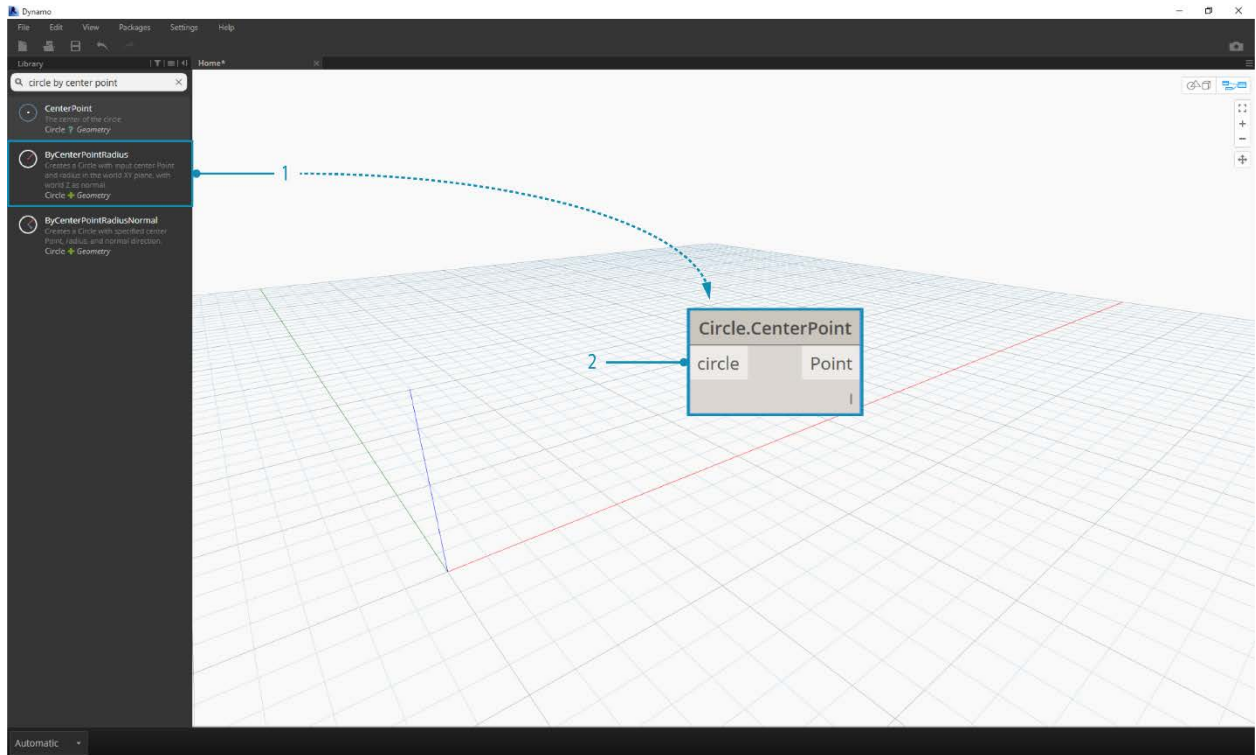 Dynamo
File Edit View Packages Settings Help
Library
Home*
circle by center point
CenterPoint
The center of the circle
Circle ? Geometry
ByCenterPointRadius
Creates a Circle with input center Point
and radius in the world XY plane, with
world Z as normal.
Circle + Geometry
ByCenterPointRadiusNormal
Creates a Circle with specified center
Point, radius, and normal direction.
Circle + Geometry
1
Circle.CenterPoint
2
circle Point
Automatic